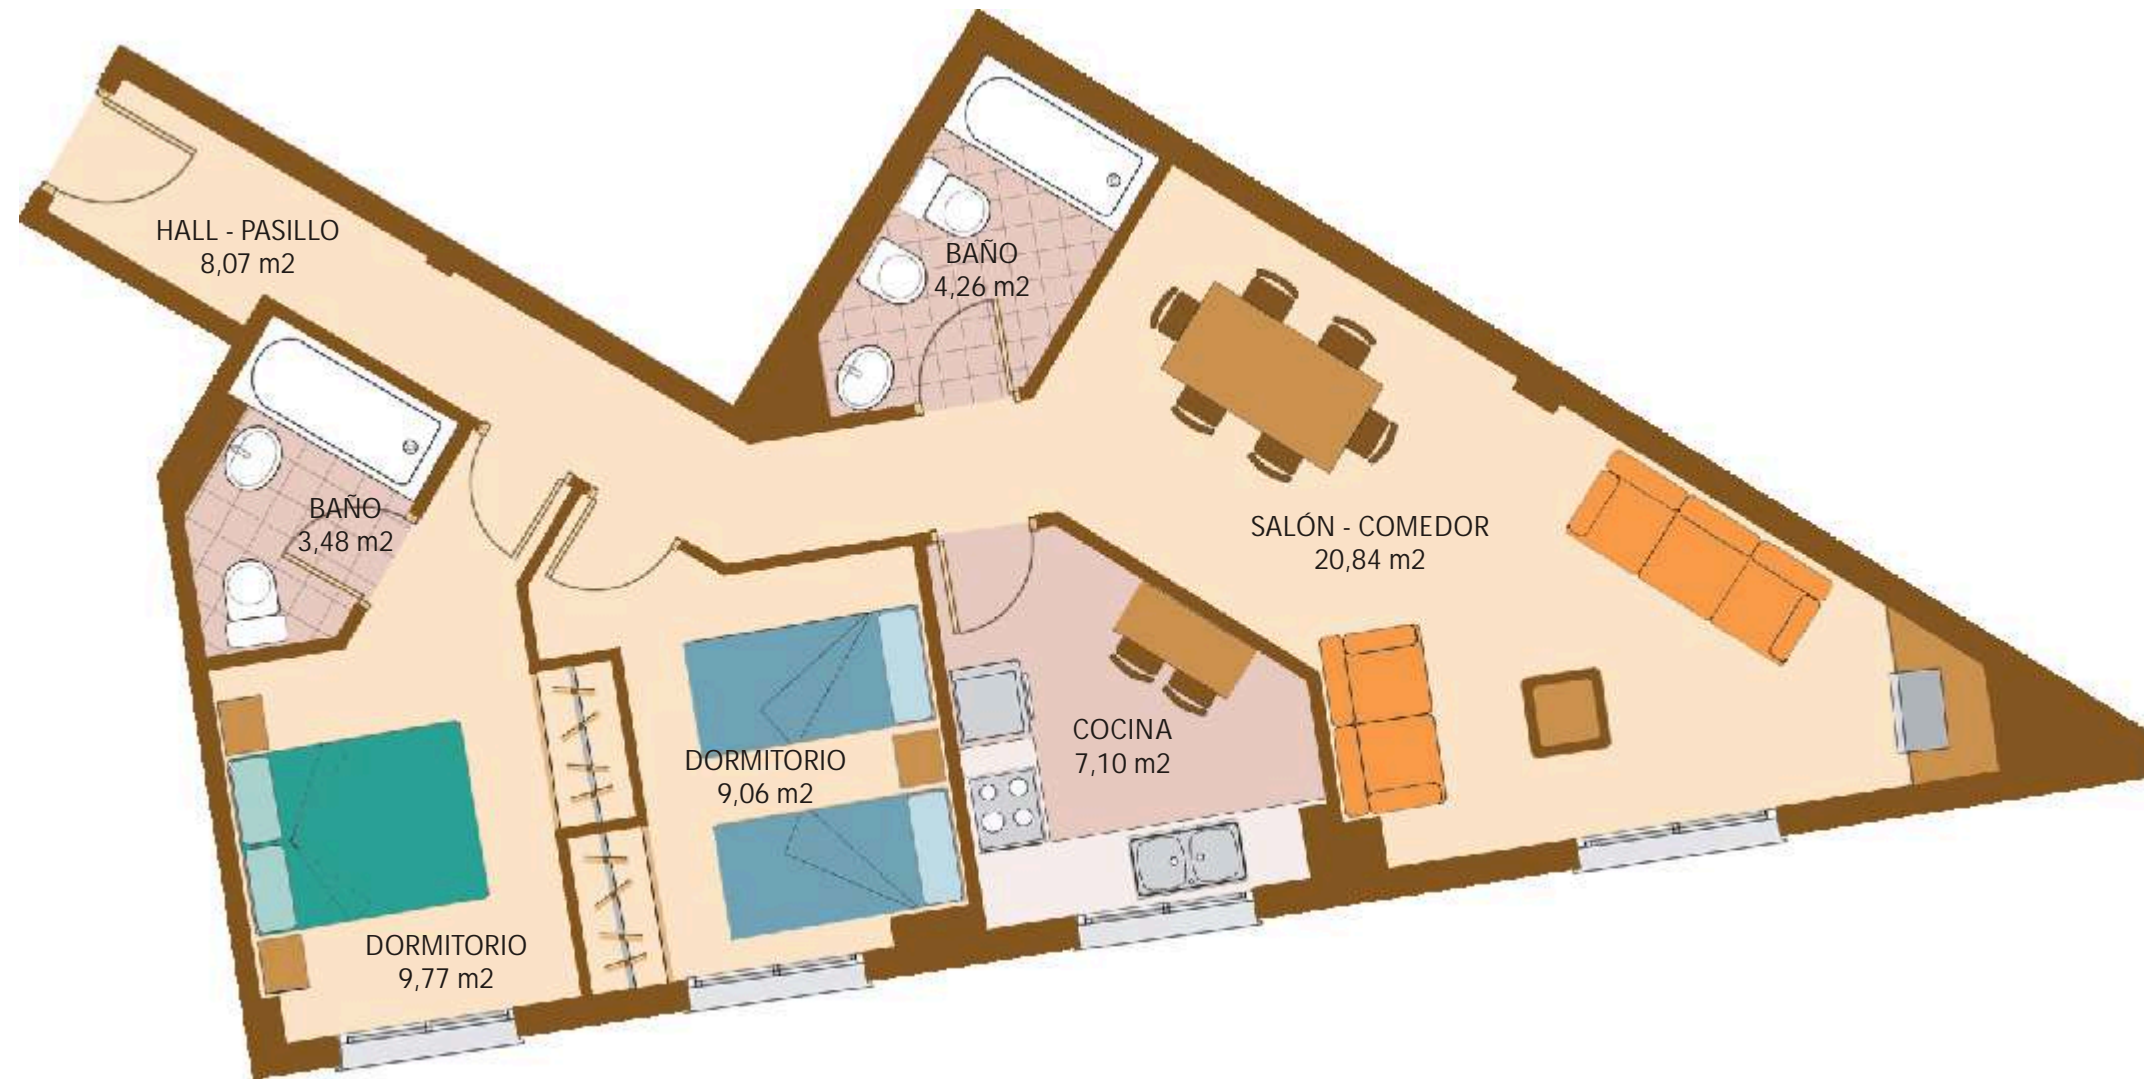 HALL - PASILLO
8,07 m2
BAÑO
4,26 m2
BAÑO
3,48 m2
SALÓN - COMEDOR
20,84 m2
COCINA
7,10 m2
DORMITORIO
9,06 m2
DORMITORIO
9,77 m2